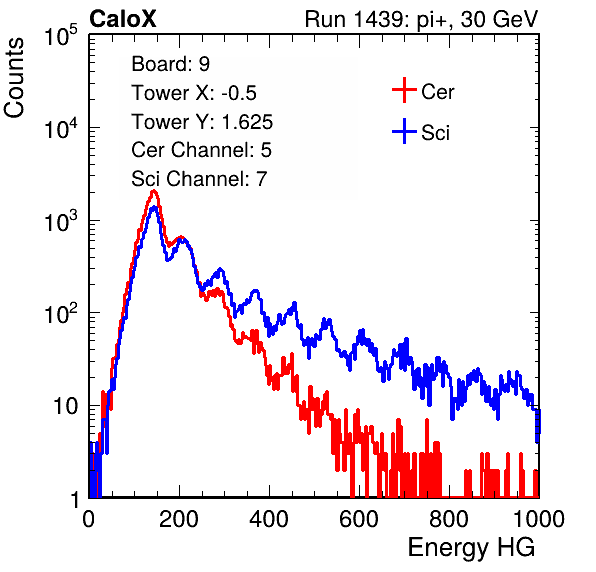 CaloX Run 1439: pi+, 30 GeV
Counts
10^5
10^4
10^3
10^2
10
1
Board: 9
Tower X: -0.5
Tower Y: 1.625
Cer Channel: 5
Sci Channel: 7
Cer
Sci
0 200 400 600 800 1000
Energy HG